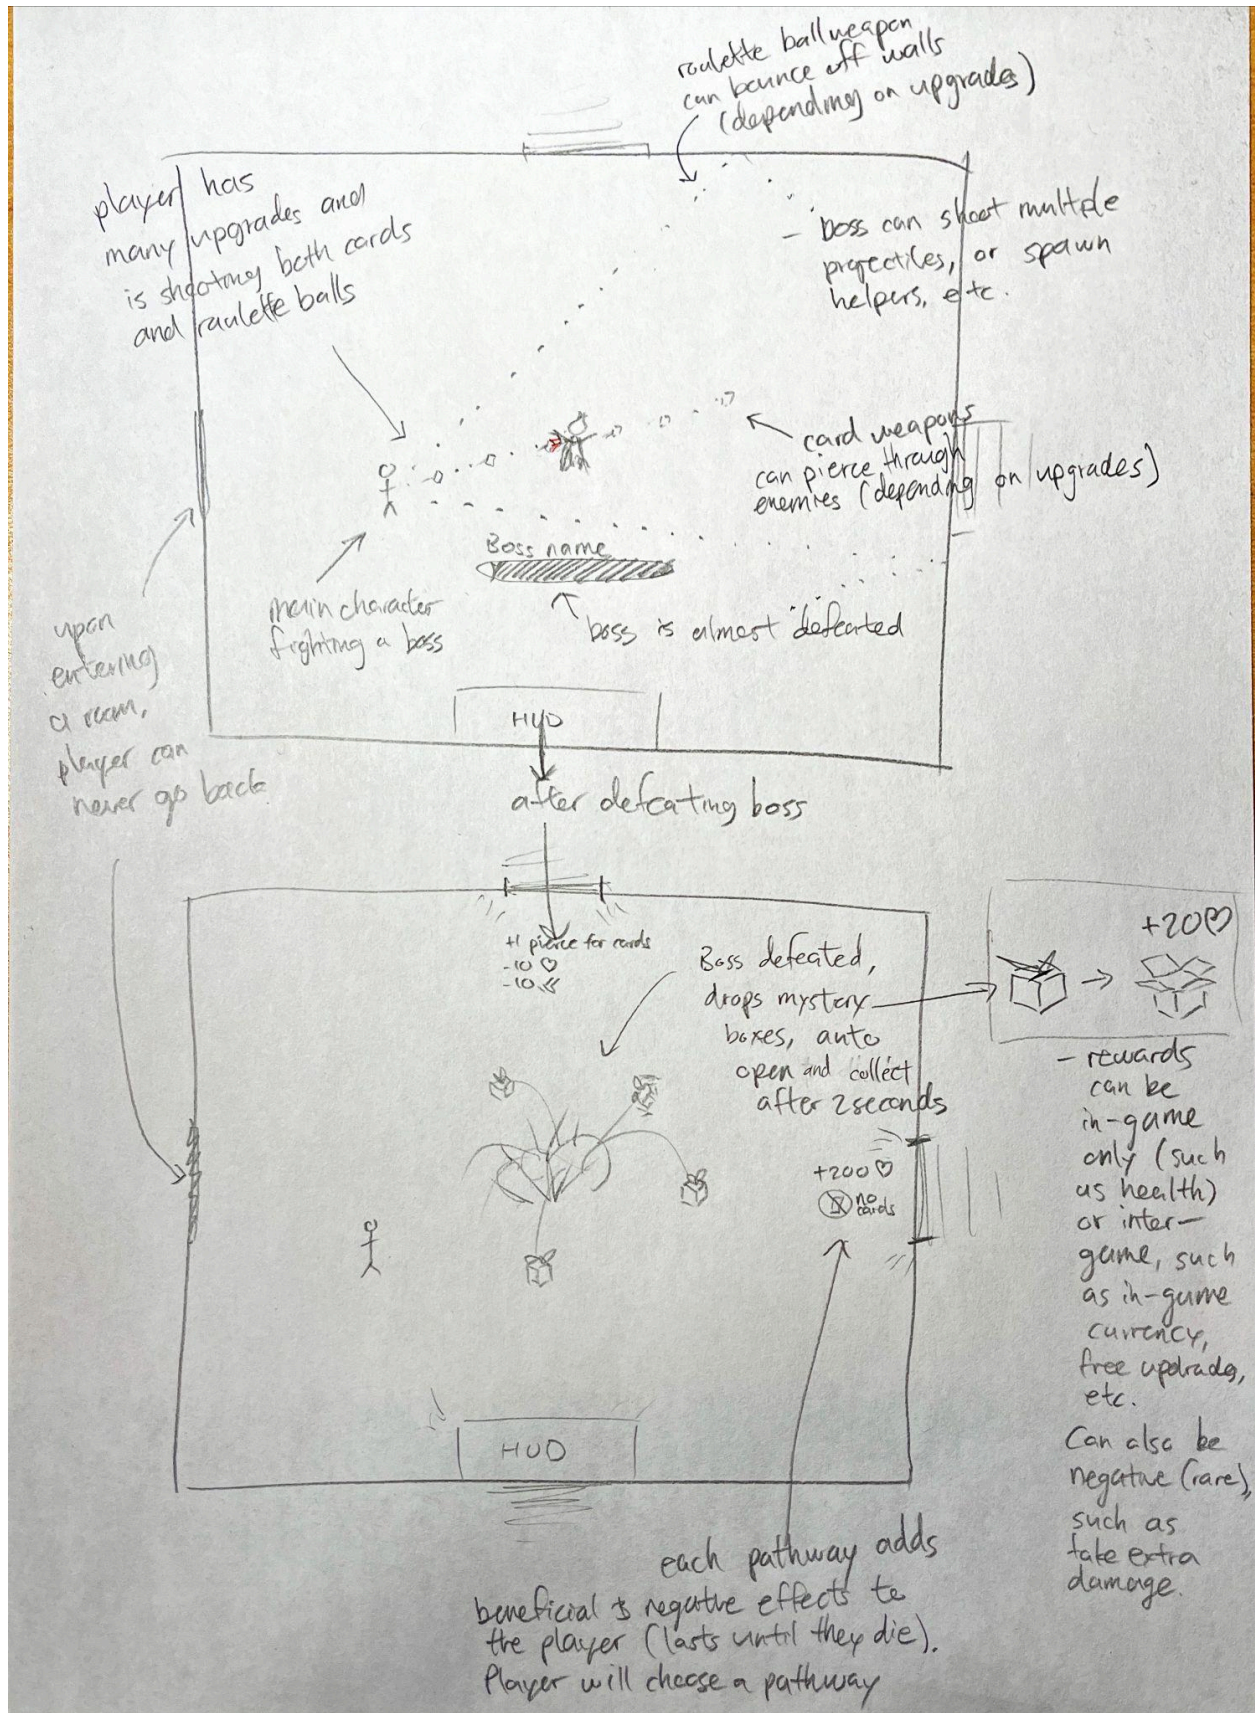 roulette ball weapon
can bounce off walls
(depending on upgrades)
player has
many upgrades and
is shooting both cards
and roulette balls
- boss can shoot multiple
projectiles, or spawn
helpers, etc.
card weapons
can pierce through
enemies (depending on upgrades)
Boss name
main character
fighting a boss
boss is almost defeated
upon
entering
a room,
player can
never go back
HUD
after defeating boss
+1 pierce for cards
-10
-10
Boss defeated,
drops mystery
boxes, auto
open and collect
after 2 seconds
+20
+200
no
cards
- rewards
can be
in-game
only (such
as health)
or inter-
game, such
as in-game
currency,
free updrades,
etc.
Can also be
negative (rare),
such as
take extra
damage.
HUD
each pathway adds
beneficial & negative effects to
the player (lasts until they die).
Player will choose a pathway